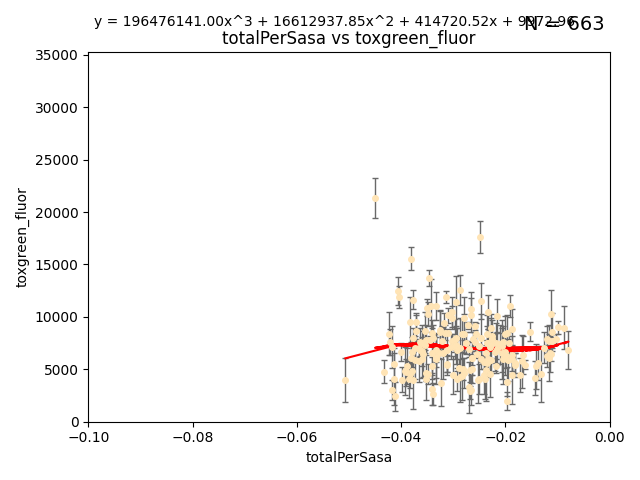 y = 196476141.00x^3 + 16612937.85x^2 + 414720.52x + 9972.96
N = 663
totalPerSasa vs toxgreen_fluor
35000
30000
25000
20000
15000
10000
5000
0
toxgreen_fluor
−0.10 −0.08 −0.06 −0.04 −0.02 0.00
totalPerSasa